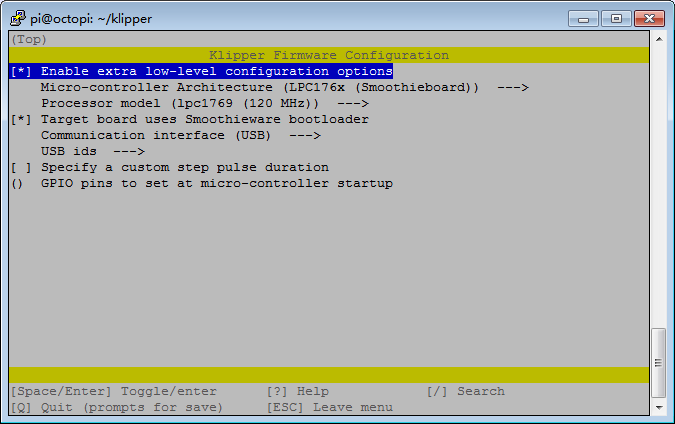 pi@octopi: ~/klipper
(Top)
Klipper Firmware Configuration
[*] Enable extra low-level configuration options
Micro-controller Architecture (LPC176x (Smoothieboard))  --->
Processor model (lpc1769 (120 MHz))  --->
[*] Target board uses Smoothieware bootloader
Communication interface (USB)  --->
USB ids  --->
[ ] Specify a custom step pulse duration
()  GPIO pins to set at micro-controller startup
[Space/Enter] Toggle/enter [?] Help [/] Search
[Q] Quit (prompts for save) [ESC] Leave menu